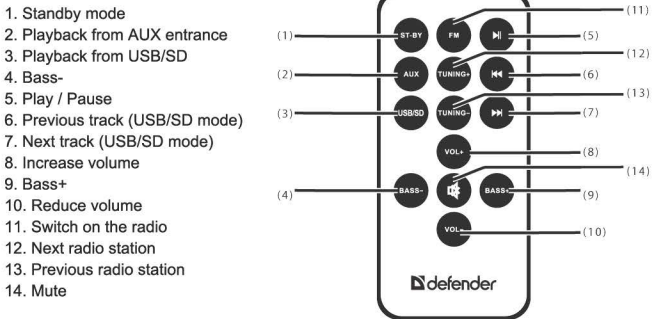 1. Standby mode
2. Playback from AUX entrance
3. Playback from USB/SD
4. Bass-
5. Play / Pause
6. Previous track (USB/SD mode)
7. Next track (USB/SD mode)
8. Increase volume
9. Bass+
10. Reduce volume
11. Switch on the radio
12. Next radio station
13. Previous radio station
14. Mute
(11)
(1) ST-BY FM (5)
(12)
(2) AUX TUNING+ (6)
(13)
(3) USB/SD TUNING- (7)
VOL+ (8)
(14)
(4) BASS- BASS+ (9)
VOL- (10)
defender